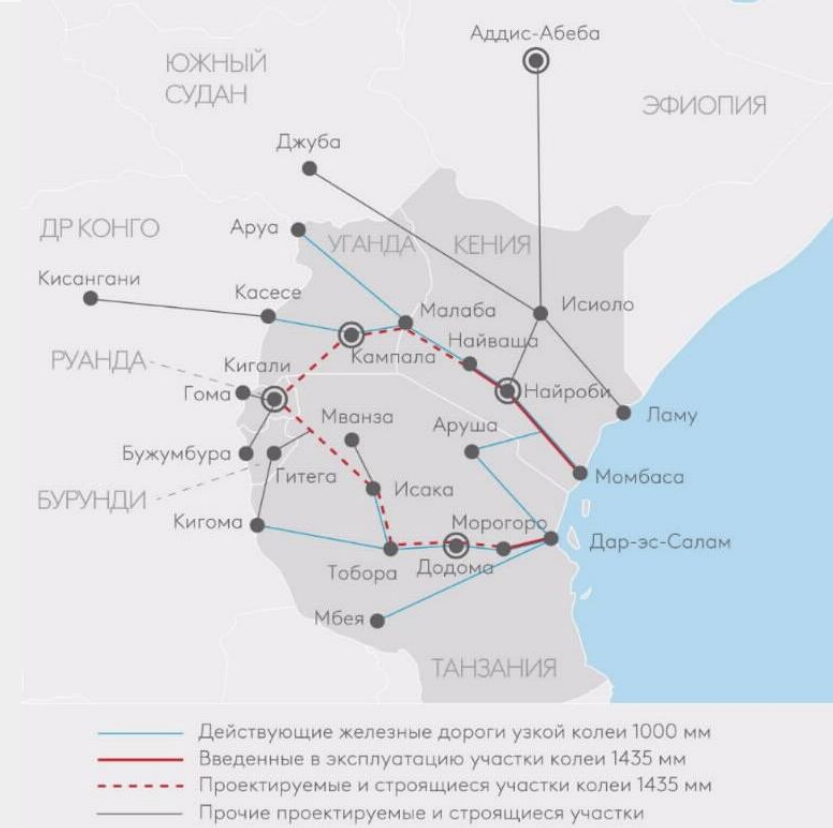 Аддис-Абеба
ЮЖНЫЙ
СУДАН
ЭФИОПИЯ
Джуба
ДР КОНГО
Аруа
УГАНДА
КЕНИЯ
Кисангани
Касесе
Малаба
Исиоло
Найваша
Кампала
РУАНДА
Кигали
Гома
Найроби
Мванза
Аруша
Ламу
Бужумбура
Гитега
Исака
Момбаса
БУРУНДИ
Кигома
Морогоро
Дар-эс-Салам
Тобора
Додома
Мбея
ТАНЗАНИЯ
Действующие железные дороги узкой колеи 1000 мм
Введенные в эксплуатацию участки колеи 1435 мм
Проектируемые и строящиеся участки колеи 1435 мм
Прочие проектируемые и строящиеся участки